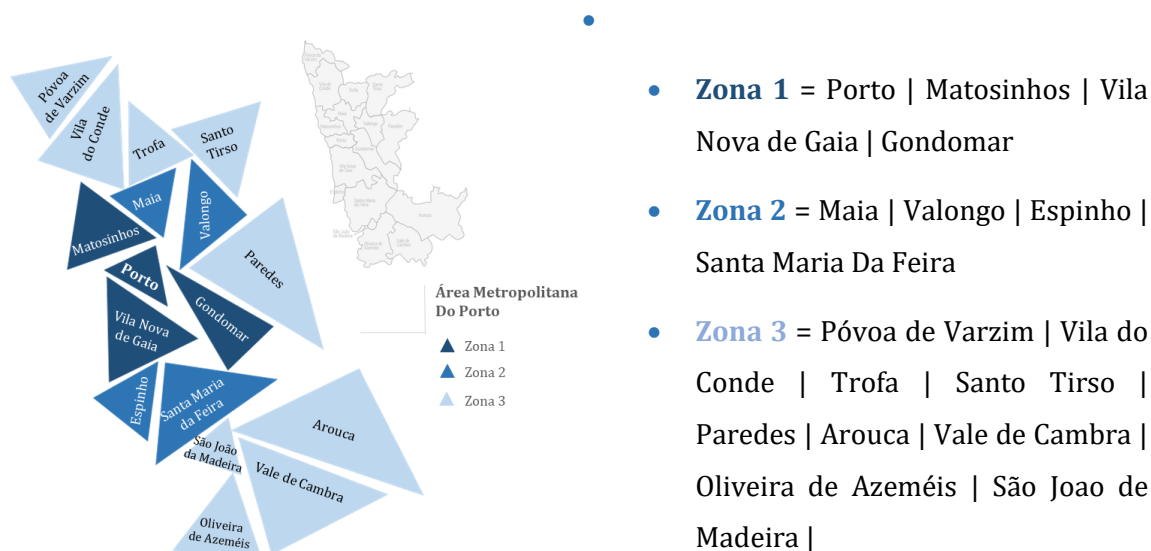 Póvoa
de Varzim
Vila
do Conde
Trofa
Santo
Tirso
Maia
Valongo
Matosinhos
Porto
Paredes
Gondomar
Vila Nova
de Gaia
Espinho
Santa Maria
da Feira
São João
da Madeira
Arouca
Vale de Cambra
Oliveira
de Azeméis
Área Metropolitana
Do Porto
Zona 1
Zona 2
Zona 3
Zona 1 = Porto | Matosinhos | Vila
Nova de Gaia | Gondomar
Zona 2 = Maia | Valongo | Espinho |
Santa Maria Da Feira
Zona 3 = Póvoa de Varzim | Vila do
Conde | Trofa | Santo Tirso |
Paredes | Arouca | Vale de Cambra |
Oliveira de Azeméis | São Joao de
Madeira |